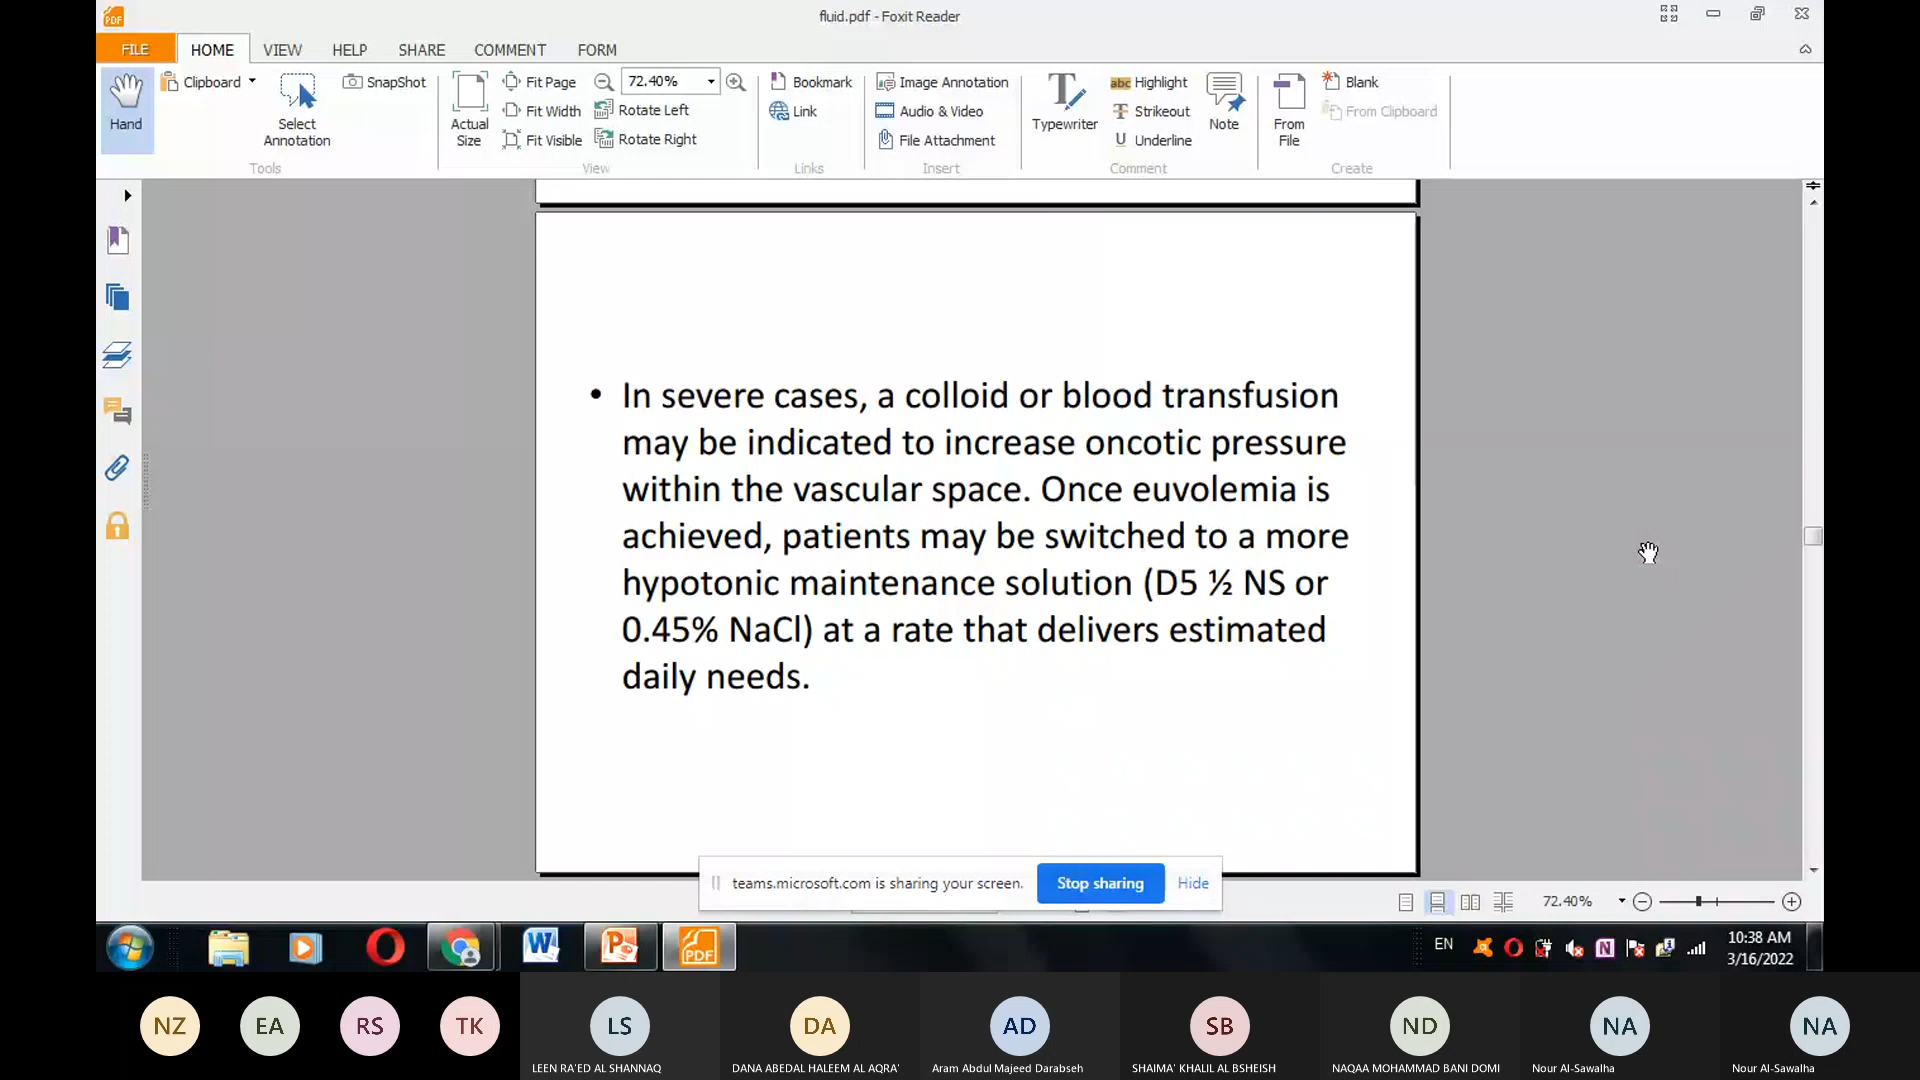 fluid.pdf - Foxit Reader
FILE
HOME
VIEW
HELP
SHARE
COMMENT
FORM
Hand
Clipboard
Select
Annotation
SnapShot
Tools
Actual
Size
Fit Page
Fit Width
Fit Visible
72.40%
Rotate Left
Rotate Right
View
Bookmark
Link
Links
Image Annotation
Audio & Video
File Attachment
Insert
Typewriter
abc Highlight
Strikeout
U Underline
Note
Comment
From
File
Blank
From Clipboard
Create
• In severe cases, a colloid or blood transfusion
may be indicated to increase oncotic pressure
within the vascular space. Once euvolemia is
achieved, patients may be switched to a more
hypotonic maintenance solution (D5 ½ NS or
0.45% NaCl) at a rate that delivers estimated
daily needs.
teams.microsoft.com is sharing your screen.
Stop sharing
Hide
72.40%
PDF
EN
10:38 AM
3/16/2022
NZ
EA
RS
TK
LS
DA
AD
SB
ND
NA
NA
LEEN RA'ED AL SHANNAQ
DANA ABEDAL HALEEM AL AQRA'
Aram Abdul Majeed Darabseh
SHAIMA' KHALIL AL BSHEISH
NAQAA MOHAMMAD BANI DOMI
Nour Al-Sawalha
Nour Al-Sawalha